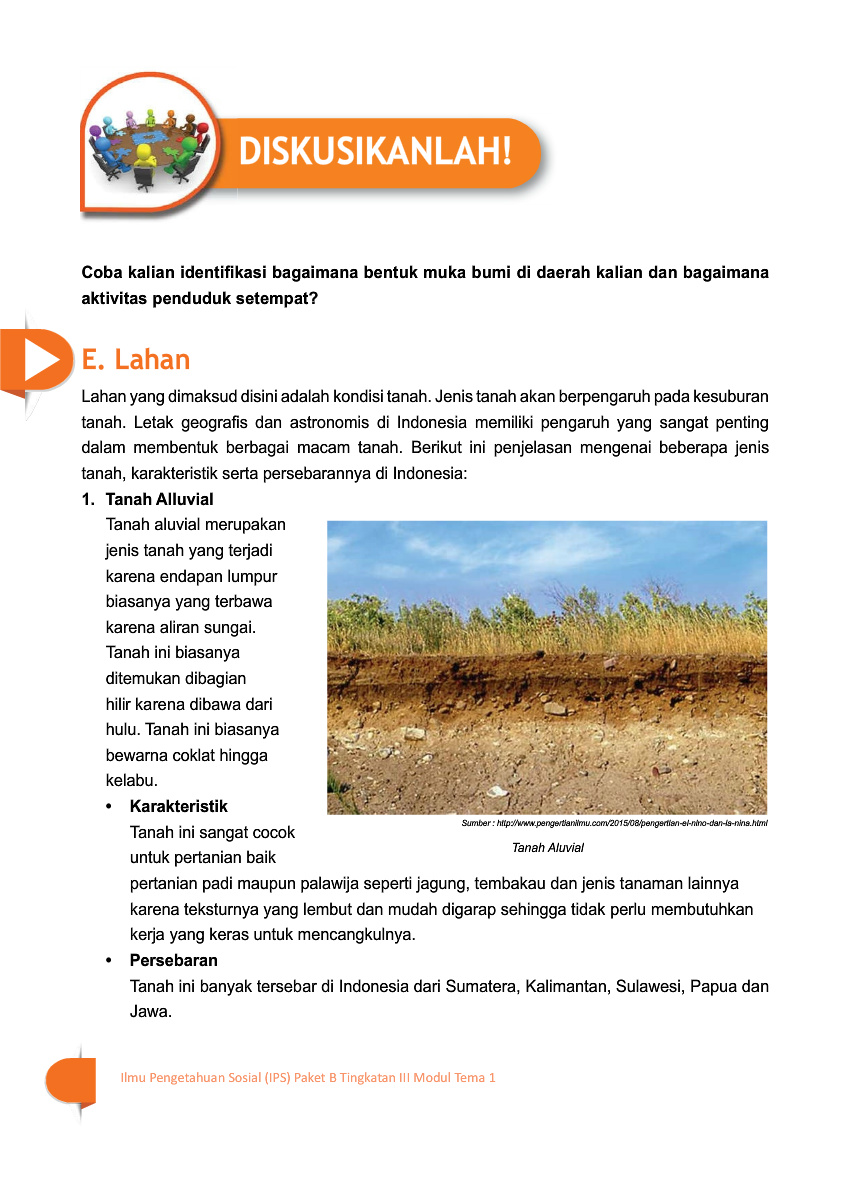 DISKUSIKANLAH!
Coba kalian identifikasi bagaimana bentuk muka bumi di daerah kalian dan bagaimana
aktivitas penduduk setempat?
E. Lahan
Lahan yang dimaksud disini adalah kondisi tanah. Jenis tanah akan berpengaruh pada kesuburan
tanah. Letak geografis dan astronomis di Indonesia memiliki pengaruh yang sangat penting
dalam membentuk berbagai macam tanah. Berikut ini penjelasan mengenai beberapa jenis
tanah, karakteristik serta persebarannya di Indonesia:
1. Tanah Alluvial
Tanah aluvial merupakan
jenis tanah yang terjadi
karena endapan lumpur
biasanya yang terbawa
karena aliran sungai.
Tanah ini biasanya
ditemukan dibagian
hilir karena dibawa dari
hulu. Tanah ini biasanya
bewarna coklat hingga
kelabu.
• Karakteristik
Tanah ini sangat cocok
untuk pertanian baik
pertanian padi maupun palawija seperti jagung, tembakau dan jenis tanaman lainnya
karena teksturnya yang lembut dan mudah digarap sehingga tidak perlu membutuhkan
kerja yang keras untuk mencangkulnya.
Sumber : http://www.pengertianilmu.com/2015/08/pengertian-el-nino-dan-la-nina.html
Tanah Aluvial
• Persebaran
Tanah ini banyak tersebar di Indonesia dari Sumatera, Kalimantan, Sulawesi, Papua dan
Jawa.
Ilmu Pengetahuan Sosial (IPS) Paket B Tingkatan III Modul Tema 1